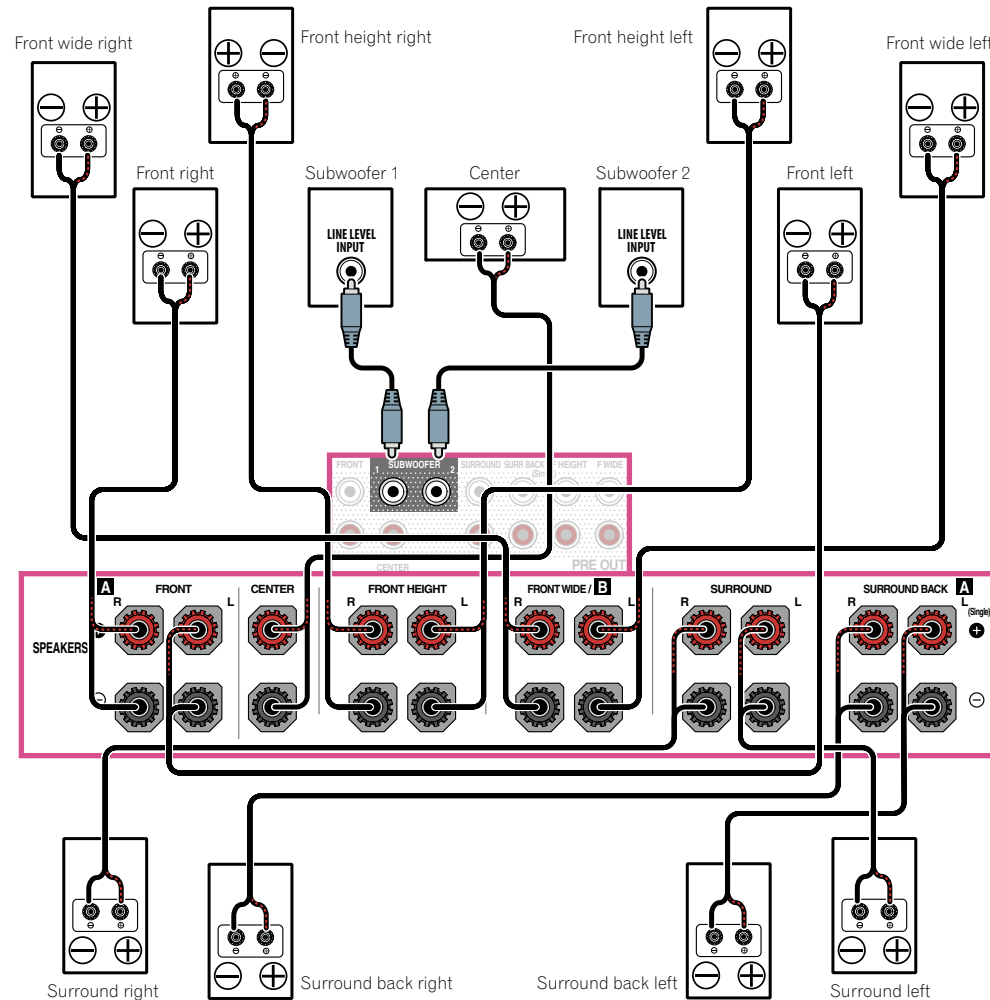 Front height right
Front height left
Front wide right
Front wide left
Front right
Subwoofer 1
Center
Subwoofer 2
Front left
LINE LEVEL
INPUT
LINE LEVEL
INPUT
FRONT
SUBWOOFER
SURROUND
SURR BACK
F HEIGHT
F WIDE
1
2
(Single)
CENTER
PRE OUT
A
FRONT
CENTER
FRONT HEIGHT
FRONT WIDE / B
SURROUND
SURROUND BACK
A
R
L
R
L
R
L
R
L
R
L
(Single)
SPEAKERS
Surround right
Surround back right
Surround back left
Surround left